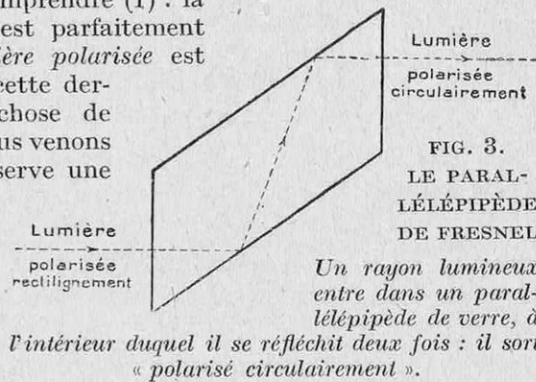 mprendre (1) : la
est parfaitement
ière polarisée est
cette der-
chose de
us venons
serve une
Lumière
polarisée
circulairement
Lumière
polarisée
rectilignement
FIG. 3.
LE PARAL-
LÉLÉPIPÈDE
DE FRESNEL
Un rayon lumineux
entre dans un paral-
lélépipède de verre, à
l'intérieur duquel il se réfléchit deux fois : il sort
« polarisé circulairement ».